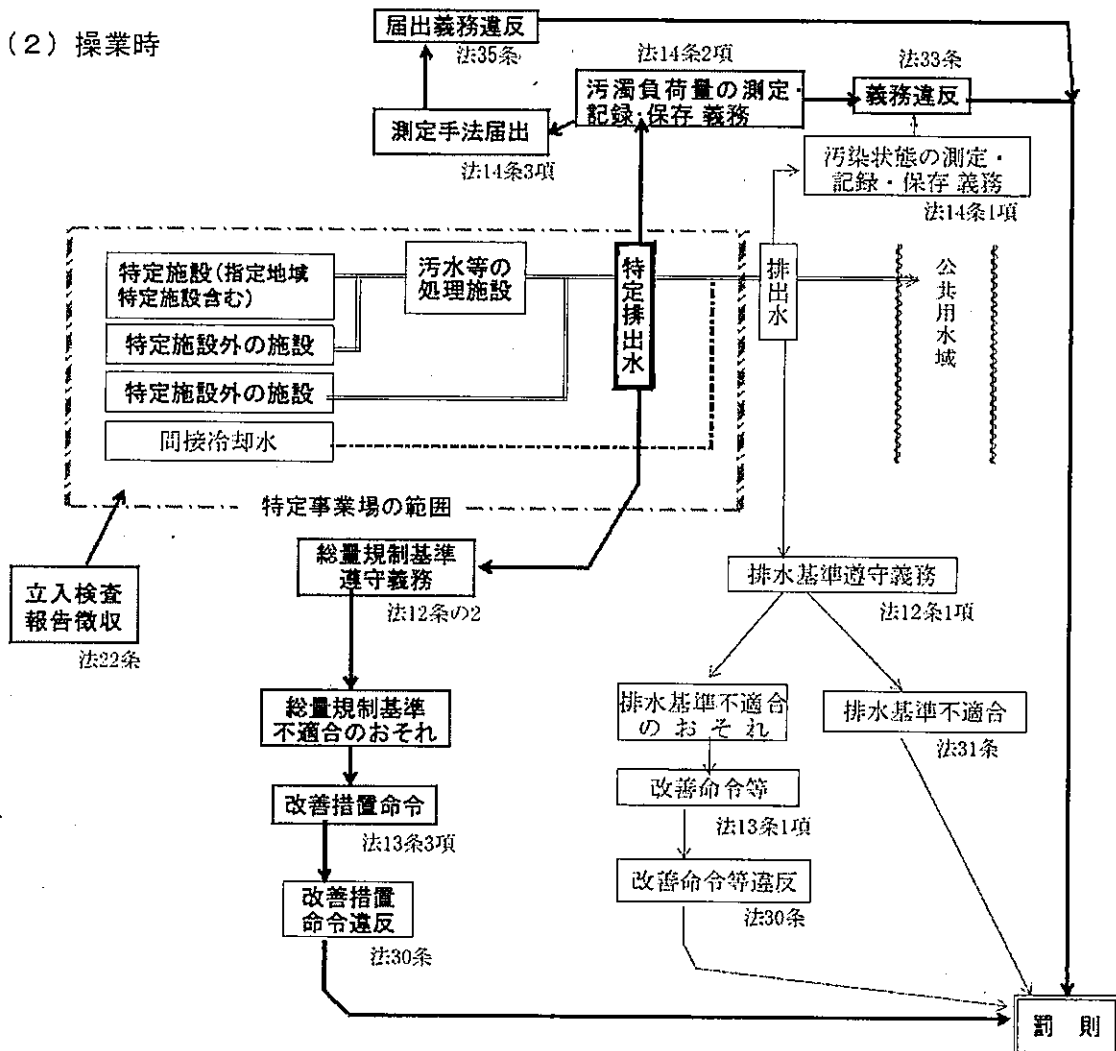 (2) 操業時
届出義務違反
法35条
法14条2項
汚濁負荷量の測定・
記録・保存 義務
法33条
義務違反
測定手法届出
法14条3項
汚染状態の測定・
記録・保存 義務
法14条1項
特定施設(指定地域
特定施設含む)
汚水等の
処理施設
特定排出水
排出水
公共用水域
特定施設外の施設
特定施設外の施設
間接冷却水
特定事業場の範囲
立入検査
報告徴収
法22条
総量規制基準
遵守義務
法12条の2
排水基準遵守義務
法12条1項
総量規制基準
不適合のおそれ
排水基準不適合
のおそれ
排水基準不適合
法31条
改善措置命令
法13条3項
改善命令等
法13条1項
改善措置
命令違反
法30条
改善命令等違反
法30条
罰則